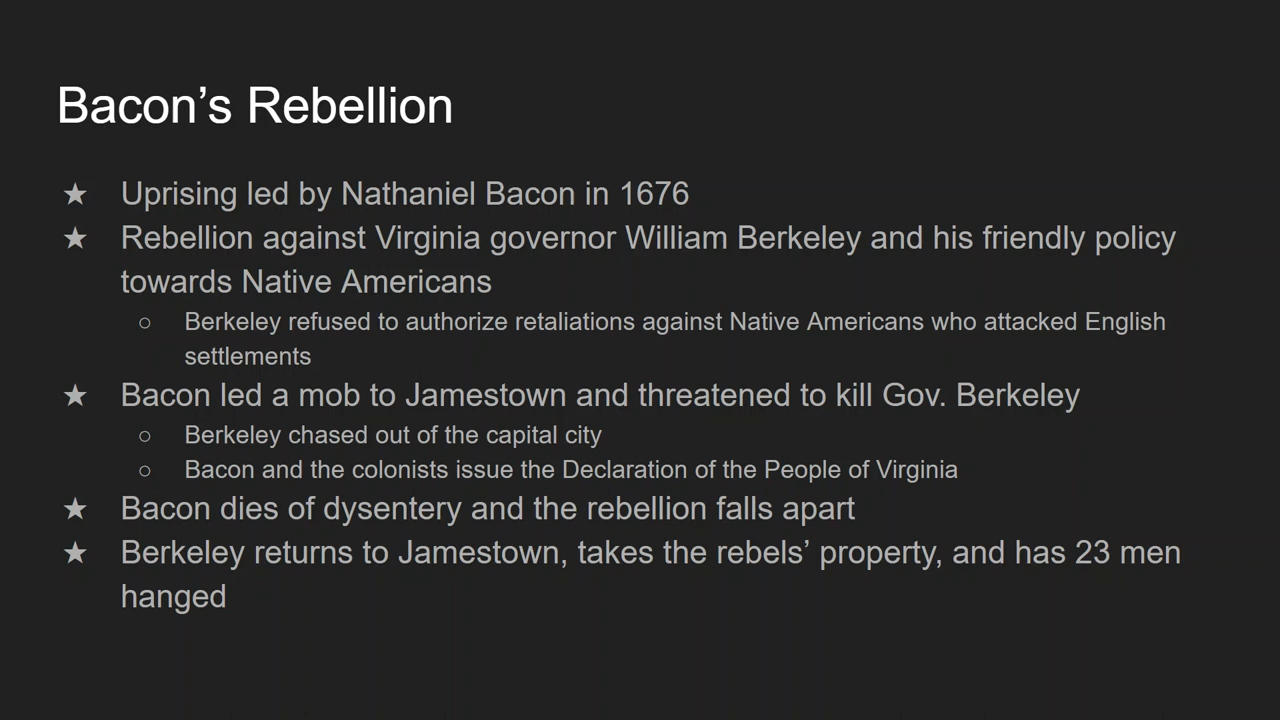 Bacon’s Rebellion
★ Uprising led by Nathaniel Bacon in 1676
★ Rebellion against Virginia governor William Berkeley and his friendly policy
towards Native Americans
○ Berkeley refused to authorize retaliations against Native Americans who attacked English
settlements
★ Bacon led a mob to Jamestown and threatened to kill Gov. Berkeley
○ Berkeley chased out of the capital city
○ Bacon and the colonists issue the Declaration of the People of Virginia
★ Bacon dies of dysentery and the rebellion falls apart
★ Berkeley returns to Jamestown, takes the rebels’ property, and has 23 men
hanged